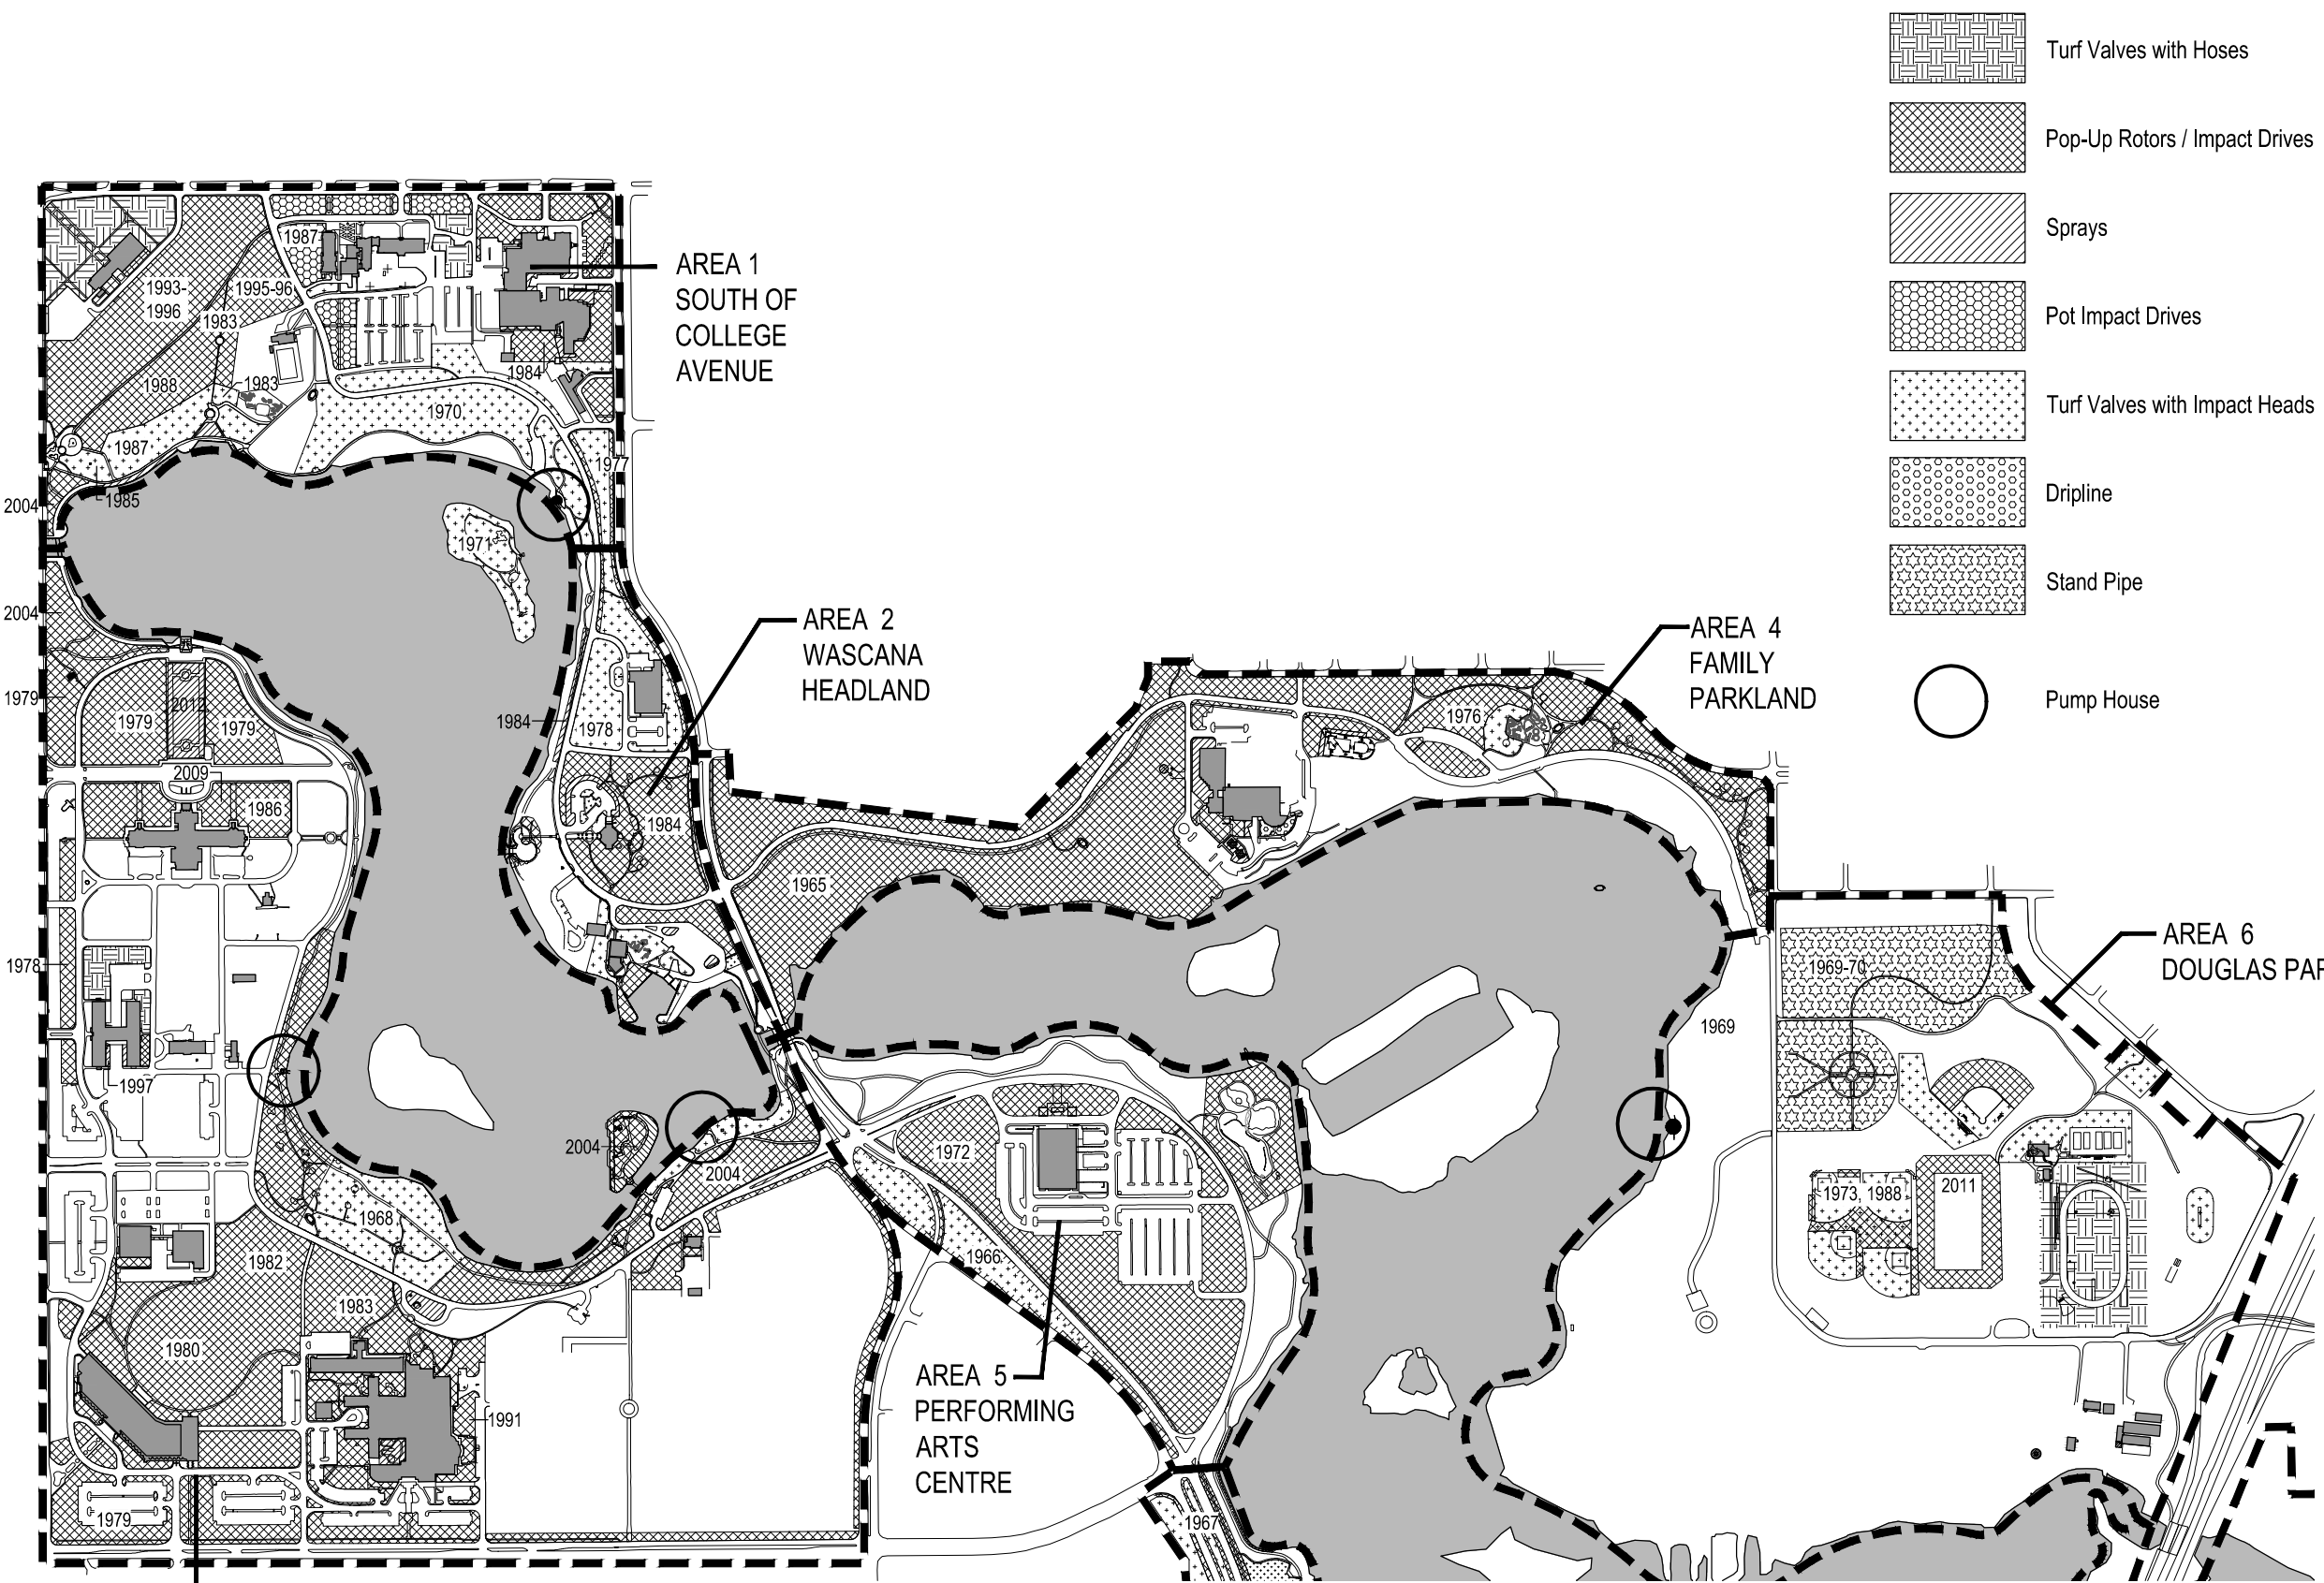 Turf Valves with Hoses
Pop-Up Rotors / Impact Drives
Sprays
Pot Impact Drives
Turf Valves with Impact Heads
Dripline
Stand Pipe
Pump House
AREA 1
SOUTH OF
COLLEGE
AVENUE
AREA 2
WASCANA
HEADLAND
AREA 4
FAMILY
PARKLAND
AREA 6
DOUGLAS PAR
AREA 5
PERFORMING
ARTS
CENTRE
1987
1993-
1996
1995-96
1983
1988
1983
1984
1970
1987
1985
1977
2004
1971
2004
1979
1979
2012
1979
1984
1978
2009
1986
1984
1976
1965
1978
1969-70
1969
1997
2004
2004
1972
1973, 1988
2011
1968
1966
1982
1983
1980
1991
1979
1967